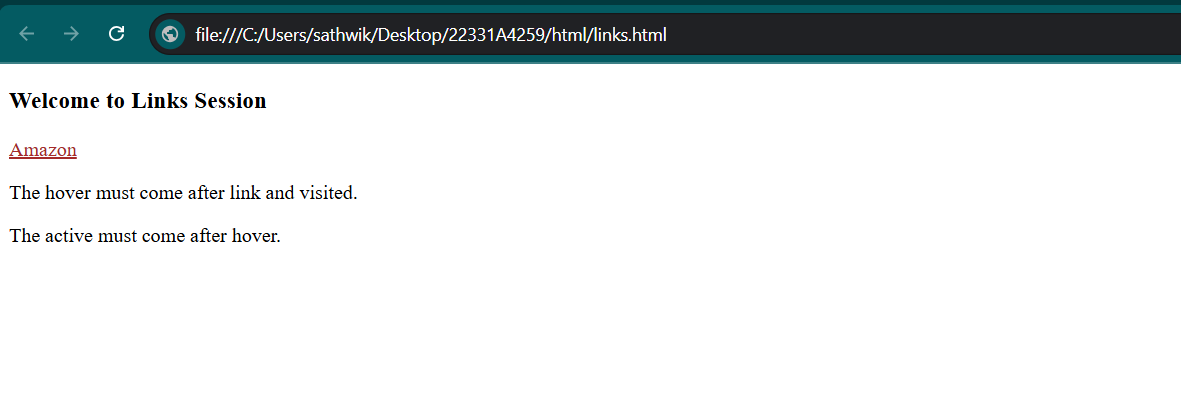 file:///C:/Users/sathwik/Desktop/22331A4259/html/links.html
Welcome to Links Session
Amazon
The hover must come after link and visited.
The active must come after hover.